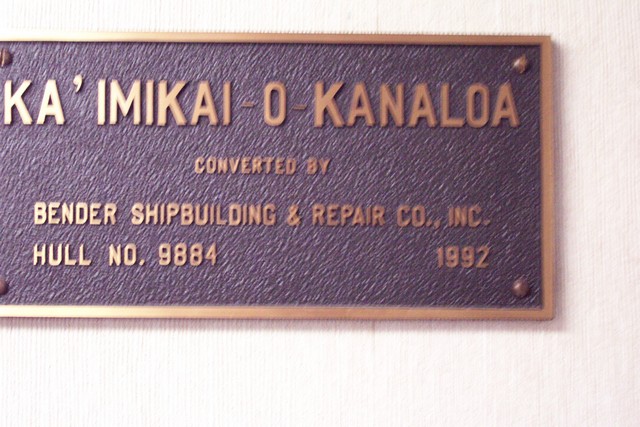 KA'IMIKAI-O-KANALOA
CONVERTED BY
BENDER SHIPBUILDING & REPAIR CO., INC.
HULL NO. 9884 1992